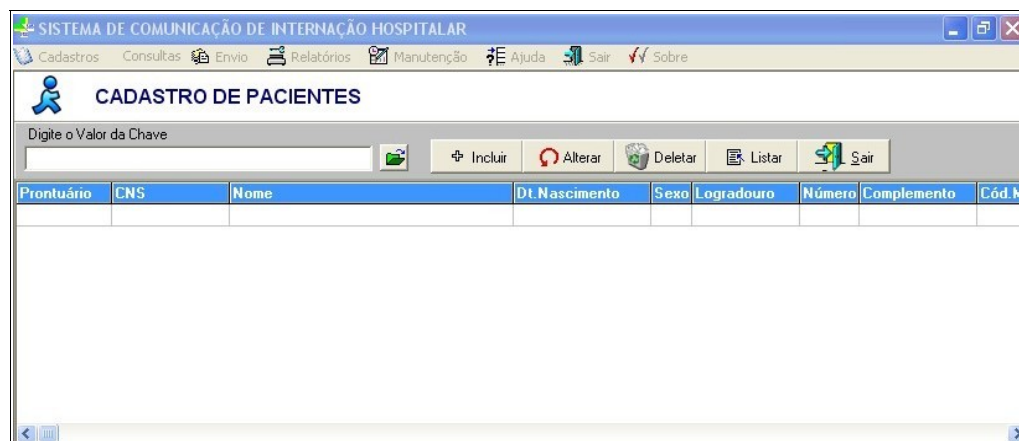 SISTEMA DE COMUNICAÇÃO DE INTERNAÇÃO HOSPITALAR
Cadastros Consultas Envio Relatórios Manutenção Ajuda Sair Sobre
CADASTRO DE PACIENTES
Digite o Valor da Chave
Incluir Alterar Deletar Listar Sair
Prontuário CNS Nome Dt.Nascimento Sexo Logradouro Número Complemento Cód.